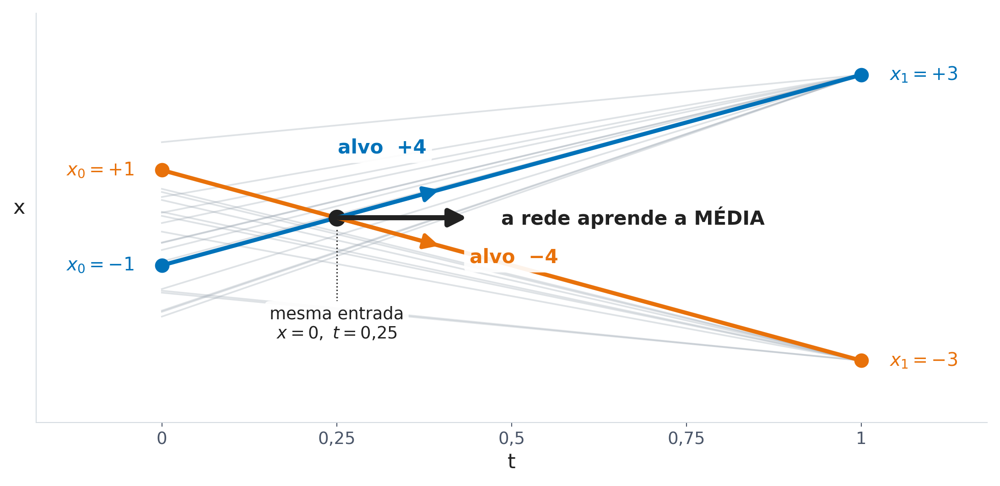 x₁ = +3
alvo  +4
x₀ = +1
x
a rede aprende a MÉDIA
alvo  −4
x₀ = −1
mesma entrada
x = 0,  t = 0,25
x₁ = −3
0  0,25  0,5  0,75  1
t